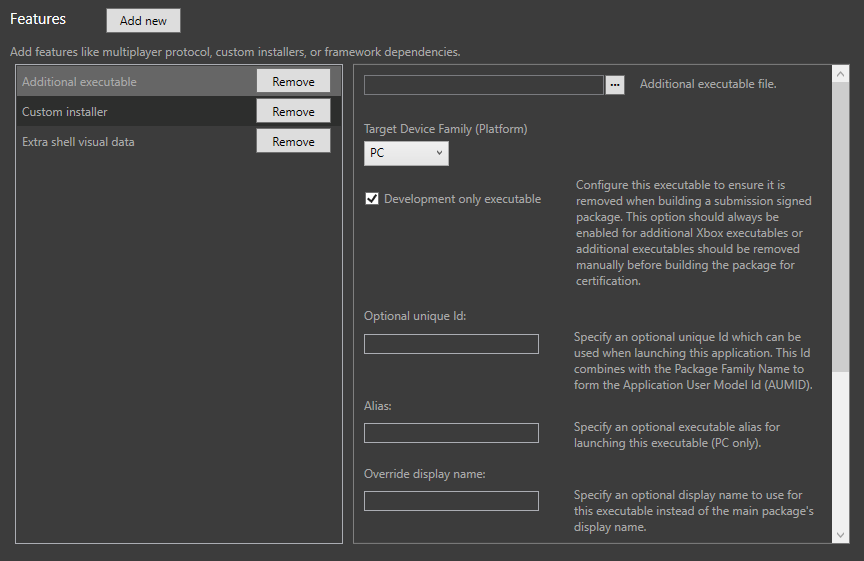 Features
Add new
Add features like multiplayer protocol, custom installers, or framework dependencies.
Additional executable
Remove
Custom installer
Remove
Extra shell visual data
Remove
...
Additional executable file.
Target Device Family (Platform)
PC
Development only executable
Configure this executable to ensure it is
removed when building a submission signed
package. This option should always be
enabled for additional Xbox executables or
additional executables should be removed
manually before building the package for
certification.
Optional unique Id:
Specify an optional unique Id which can be
used when launching this application. This Id
combines with the Package Family Name to
form the Application User Model Id (AUMID).
Alias:
Specify an optional executable alias for
launching this executable (PC only).
Override display name:
Specify an optional display name to use for
this executable instead of the main package's
display name.